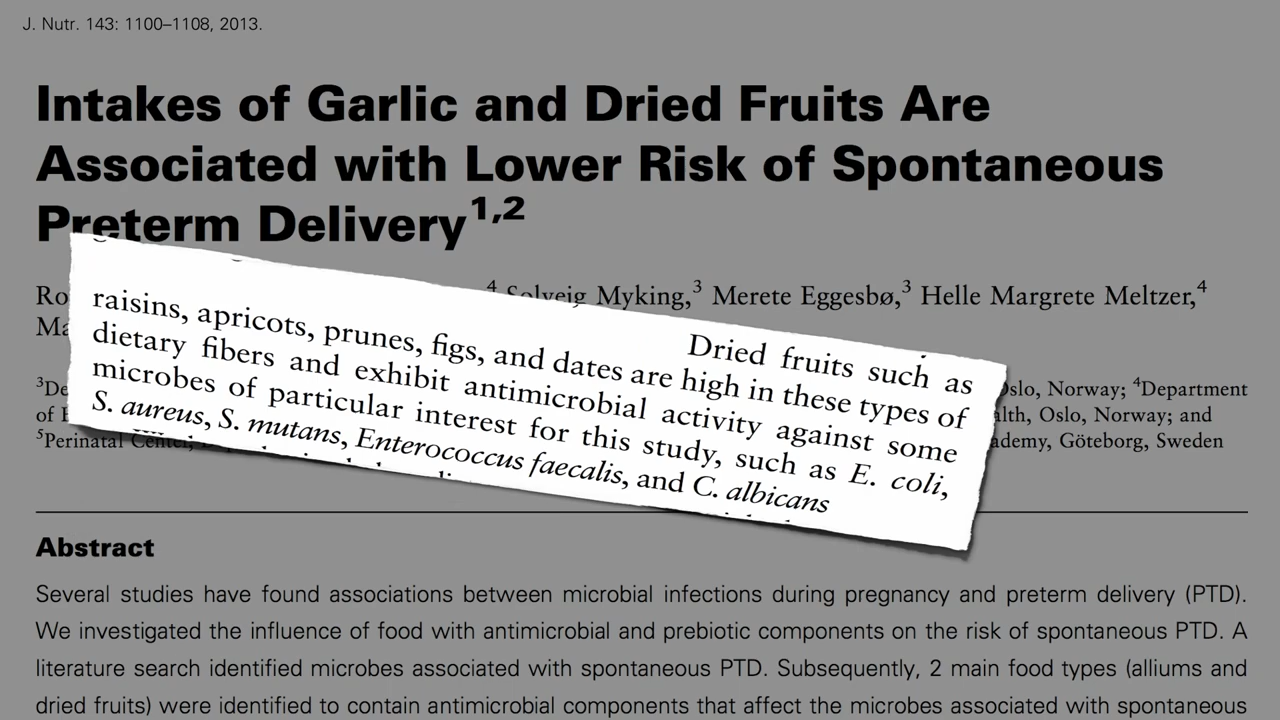 J. Nutr. 143: 1100–1108, 2013.
Intakes of Garlic and Dried Fruits Are
Associated with Lower Risk of Spontaneous
Preterm Delivery1,2
4 Solveig Myking,3 Merete Eggesbø,3 Helle Margrete Meltzer,4
Dried fruits such as
raisins, apricots, prunes, figs, and dates are high in these types of
dietary fibers and exhibit antimicrobial activity against some
microbes of particular interest for this study, such as E. coli,
S. aureus, S. mutans, Enterococcus faecalis, and C. albicans
Oslo, Norway; 4Department
of Oslo, Norway; and
5Perinatal Center, Göteborg, Sweden
Abstract
Several studies have found associations between microbial infections during pregnancy and preterm delivery (PTD).
We investigated the influence of food with antimicrobial and prebiotic components on the risk of spontaneous PTD. A
literature search identified microbes associated with spontaneous PTD. Subsequently, 2 main food types (alliums and
dried fruits) were identified to contain antimicrobial components that affect the microbes associated with spontaneous